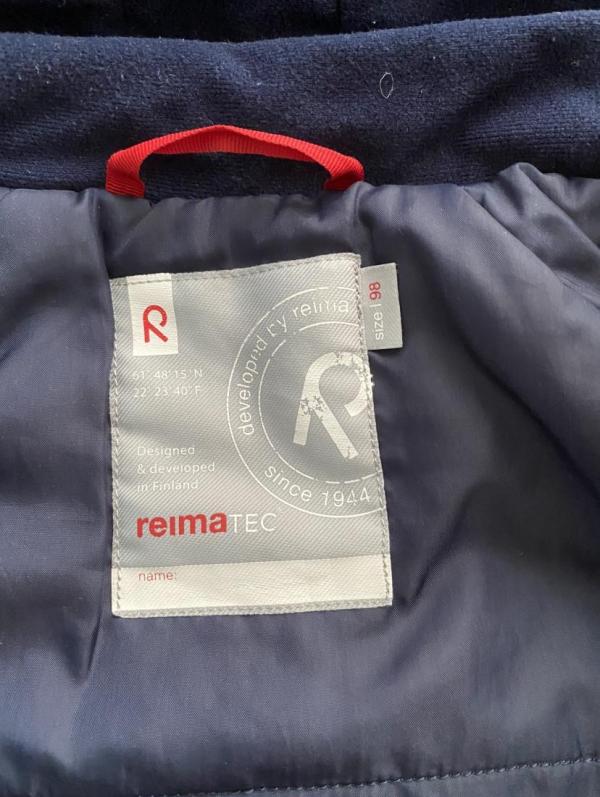 R
developed by reima
R
since 1944
size | 98
61° 48' 15" N
22° 23' 40" E
Designed
& developed
in Finland
reimaTEC
name: